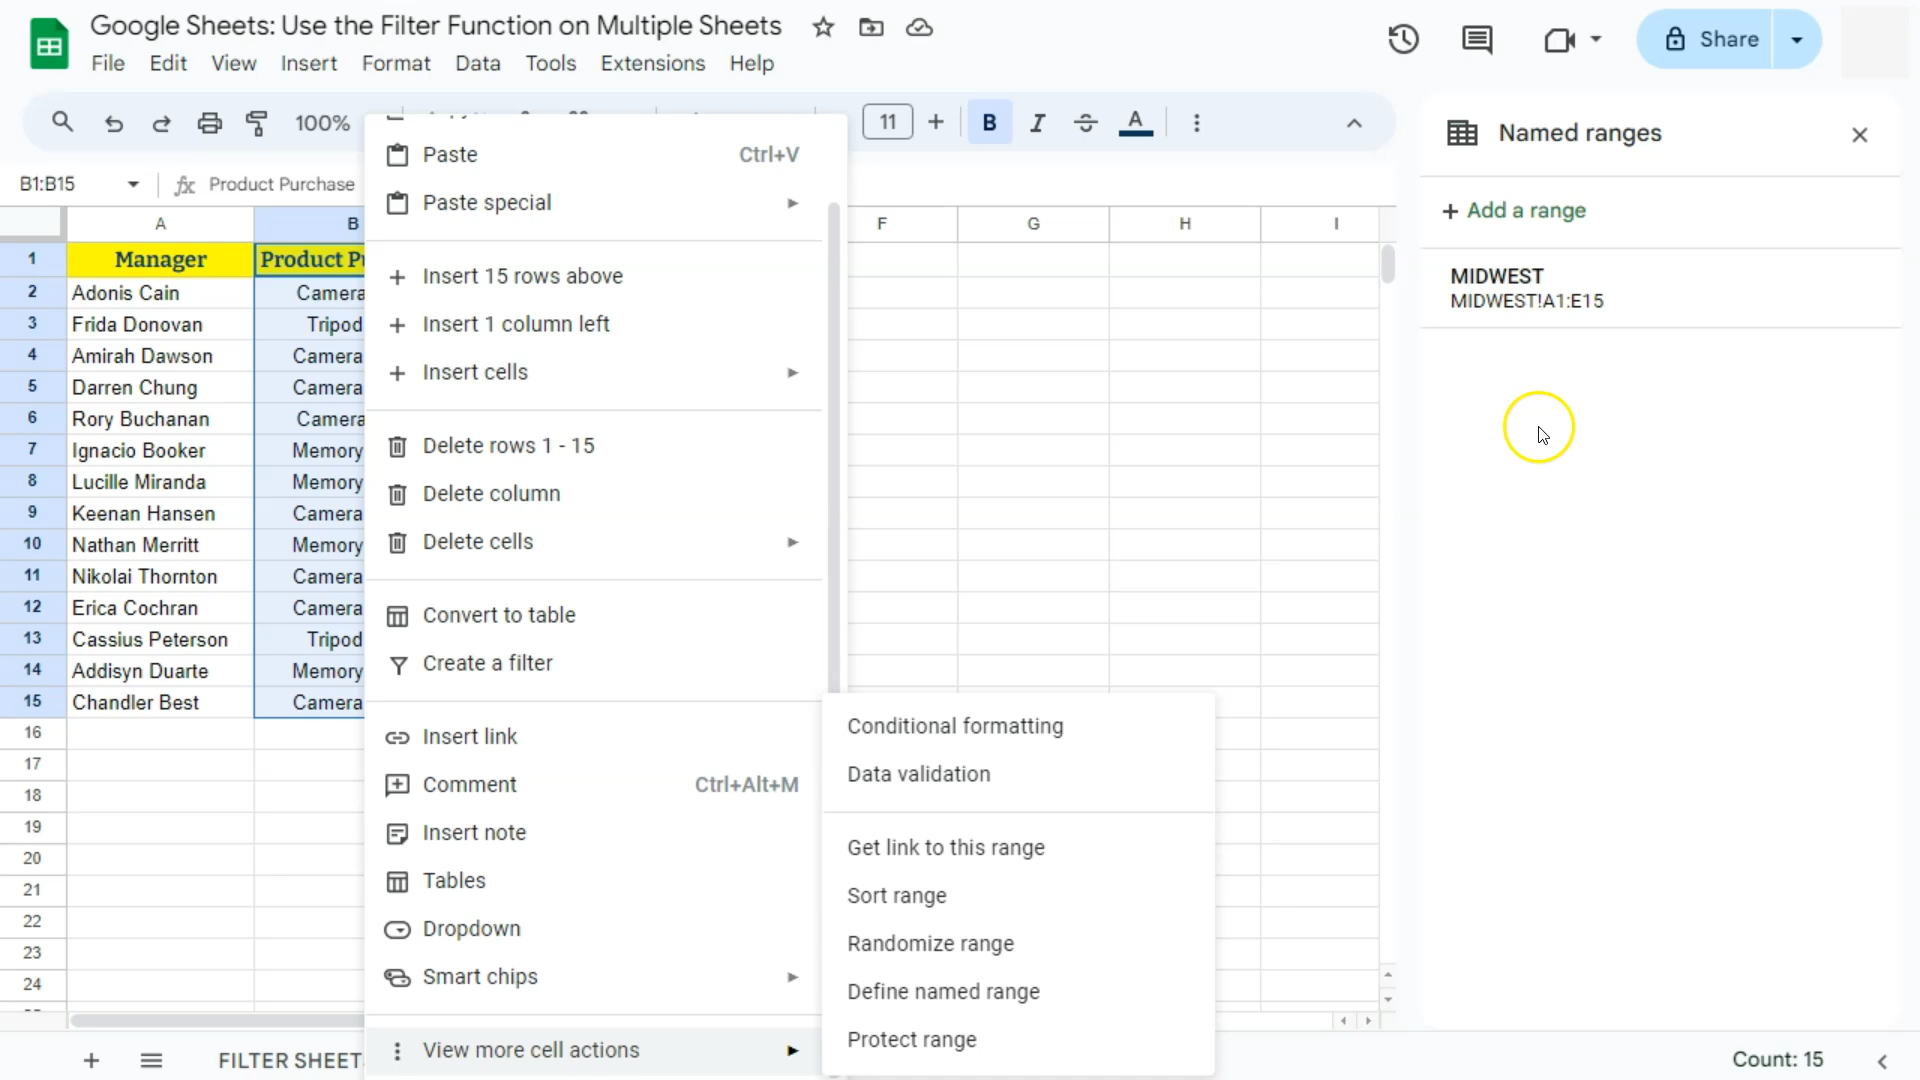 Google Sheets: Use the Filter Function on Multiple Sheets
File Edit View Insert Format Data Tools Extensions Help
Share
100%
11
B I S A
B1:B15
fx Product Purchase
A B F G H I
1 Manager Product Pu
2 Adonis Cain Camera
3 Frida Donovan Tripod
4 Amirah Dawson Camera
5 Darren Chung Camera
6 Rory Buchanan Camera
7 Ignacio Booker Memory
8 Lucille Miranda Memory
9 Keenan Hansen Camera
10 Nathan Merritt Memory
11 Nikolai Thornton Camera
12 Erica Cochran Camera
13 Cassius Peterson Tripod
14 Addisyn Duarte Memory
15 Chandler Best Camera
16
17
18
19
20
21
22
23
24
Paste Ctrl+V
Paste special
Insert 15 rows above
Insert 1 column left
Insert cells
Delete rows 1 - 15
Delete column
Delete cells
Convert to table
Create a filter
Insert link
Comment Ctrl+Alt+M
Insert note
Tables
Dropdown
Smart chips
View more cell actions
Conditional formatting
Data validation
Get link to this range
Sort range
Randomize range
Define named range
Protect range
Named ranges
+ Add a range
MIDWEST
MIDWEST!A1:E15
FILTER SHEET
Count: 15